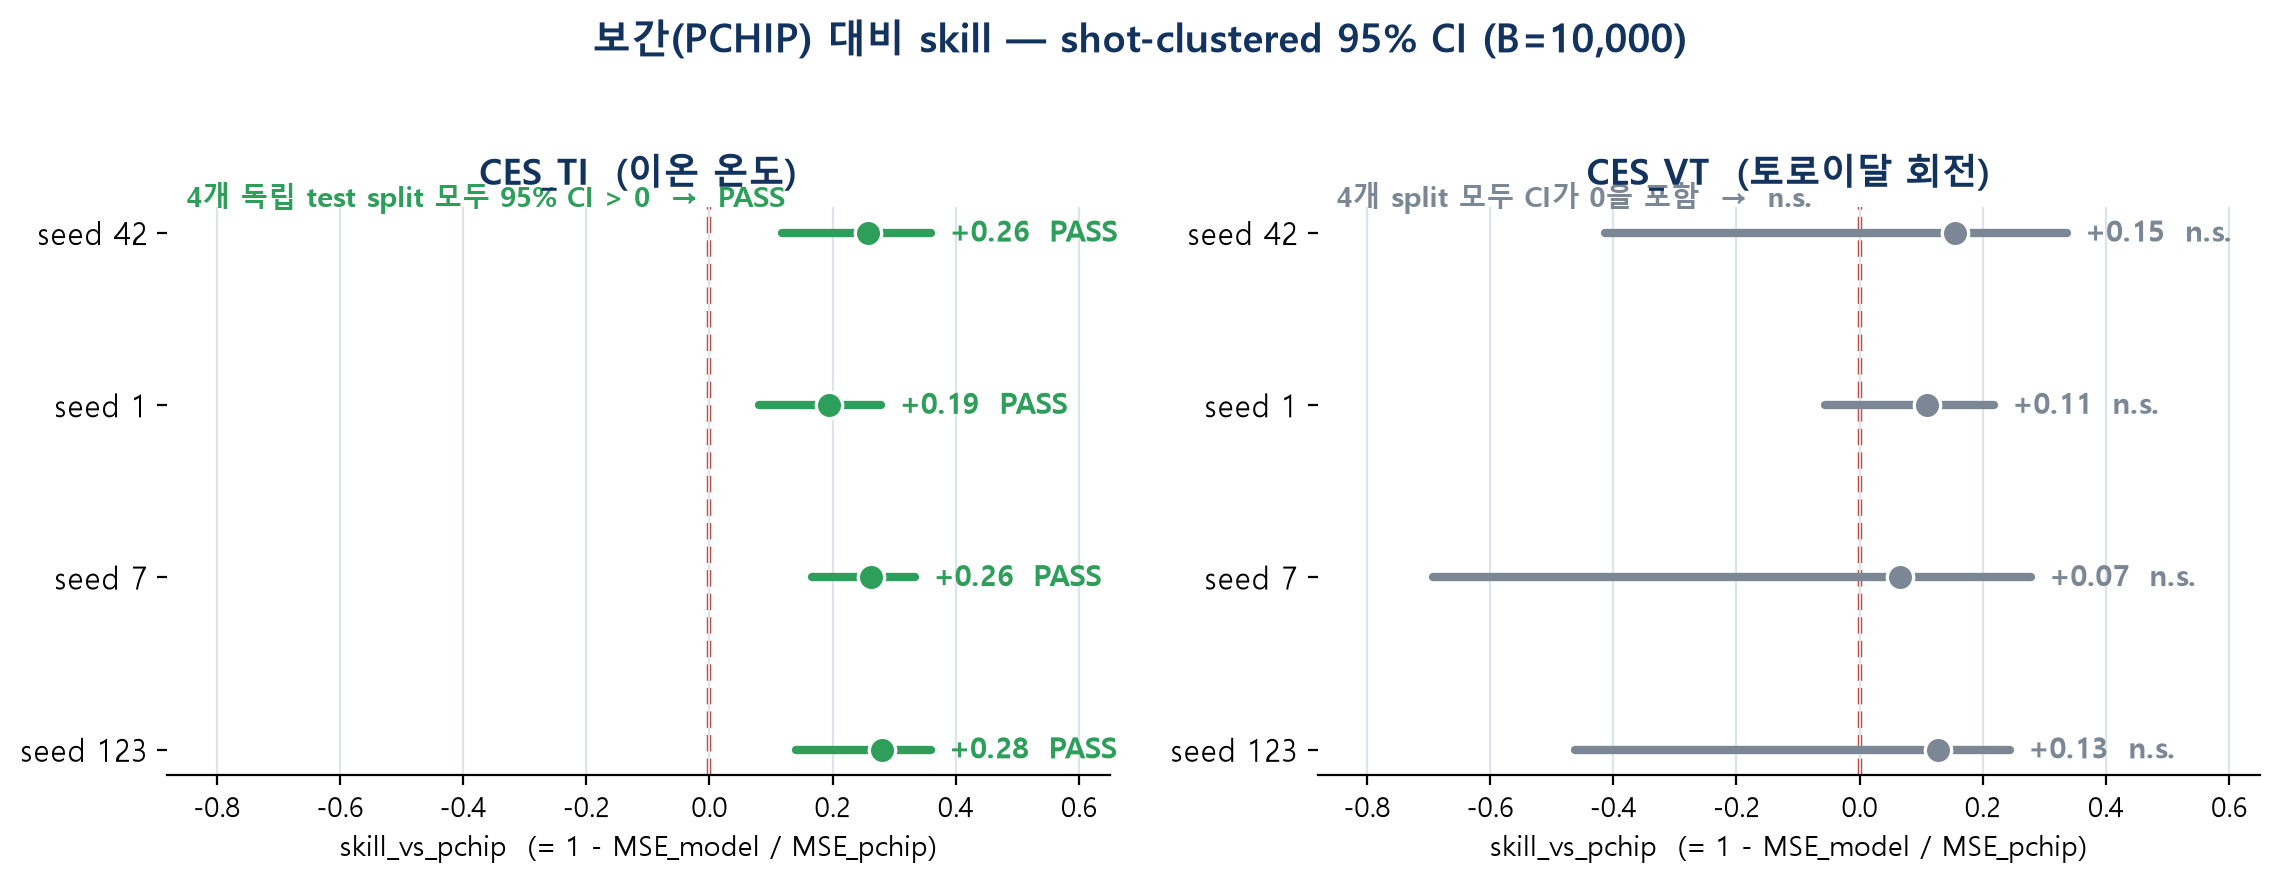 보간(PCHIP) 대비 skill — shot-clustered 95% CI (B=10,000)
CES_TI (이온 온도)
4개 독립 test split 모두 95% CI > 0 → PASS
seed 42
+0.26 PASS
seed 1
+0.19 PASS
seed 7
+0.26 PASS
seed 123
+0.28 PASS
-0.8 -0.6 -0.4 -0.2 0.0 0.2 0.4 0.6
skill_vs_pchip (= 1 - MSE_model / MSE_pchip)
CES_VT (토로이달 회전)
4개 split 모두 CI가 0을 포함 → n.s.
seed 42
+0.15 n.s.
seed 1
+0.11 n.s.
seed 7
+0.07 n.s.
seed 123
+0.13 n.s.
-0.8 -0.6 -0.4 -0.2 0.0 0.2 0.4 0.6
skill_vs_pchip (= 1 - MSE_model / MSE_pchip)